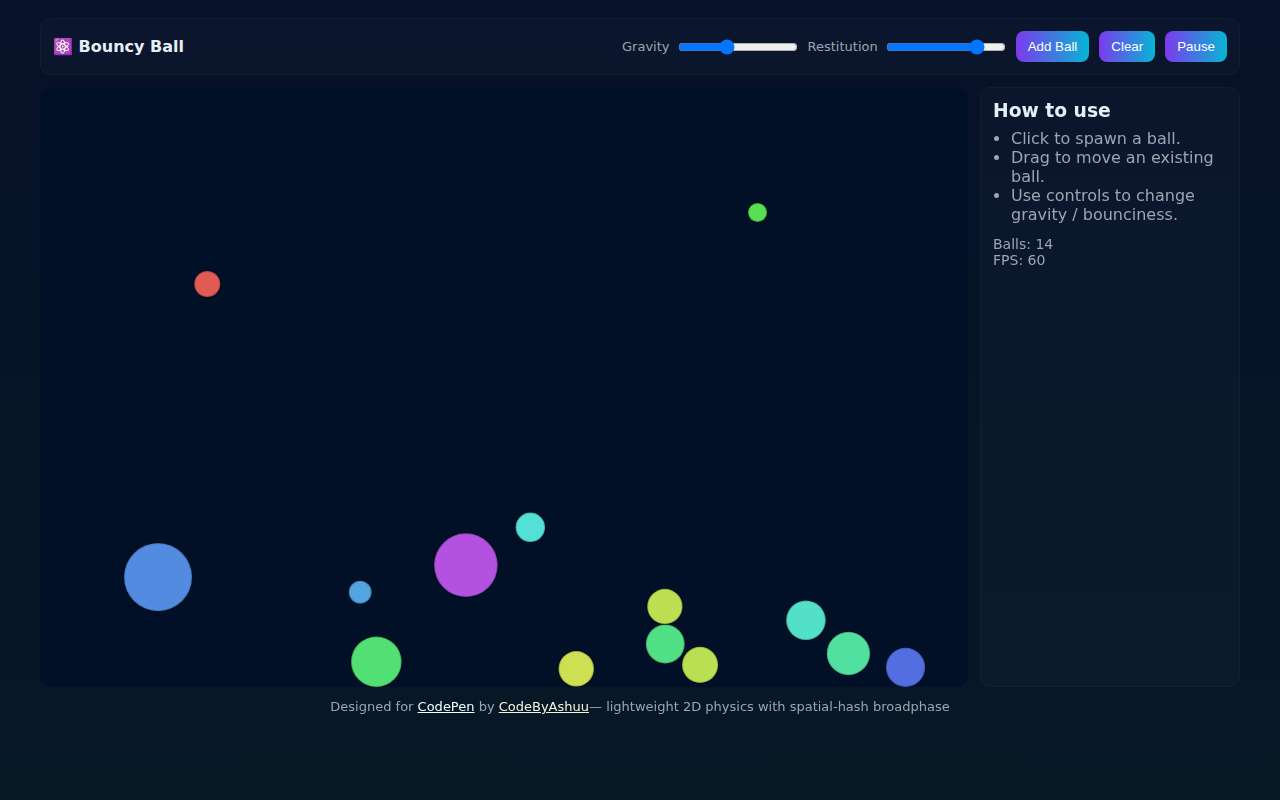 ⚛️ Bouncy Ball
Gravity
Restitution
Add Ball
Clear
Pause
How to use
• Click to spawn a ball.
• Drag to move an existing
ball.
• Use controls to change
gravity / bounciness.
Balls: 14
FPS: 60
Designed for CodePen by CodeByAshuu— lightweight 2D physics with spatial-hash broadphase